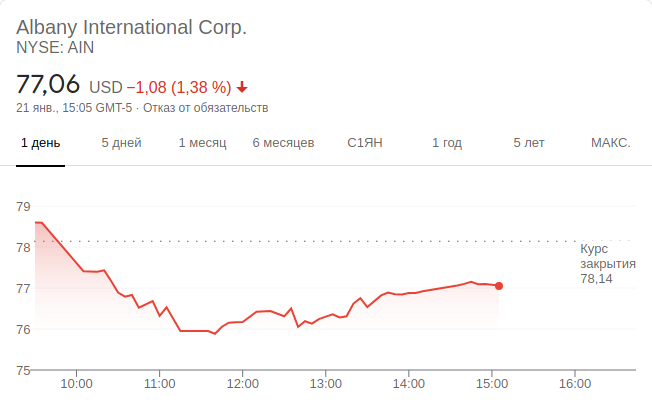 Albany International Corp.
NYSE: AIN
77,06 USD −1,08 (1,38 %)
21 янв., 15:05 GMT-5 · Отказ от обязательств
1 день 5 дней 1 месяц 6 месяцев С1ЯН 1 год 5 лет МАКС.
79
78
Курс
закрытия
78,14
77
76
75
10:00 11:00 12:00 13:00 14:00 15:00 16:00